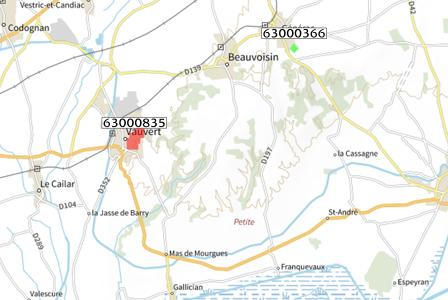 Vestric-et-Candiac
D42
Codognan
63000366
Beauvoisin
D139
63000835
Vauvert
D197
la Cassagne
D352
Le Cailar
D104
la Jasse de Barry
Petite
St-André
D289
Mas de Mourgues
Franquevaux
Espeyran
Gallician
Valescure